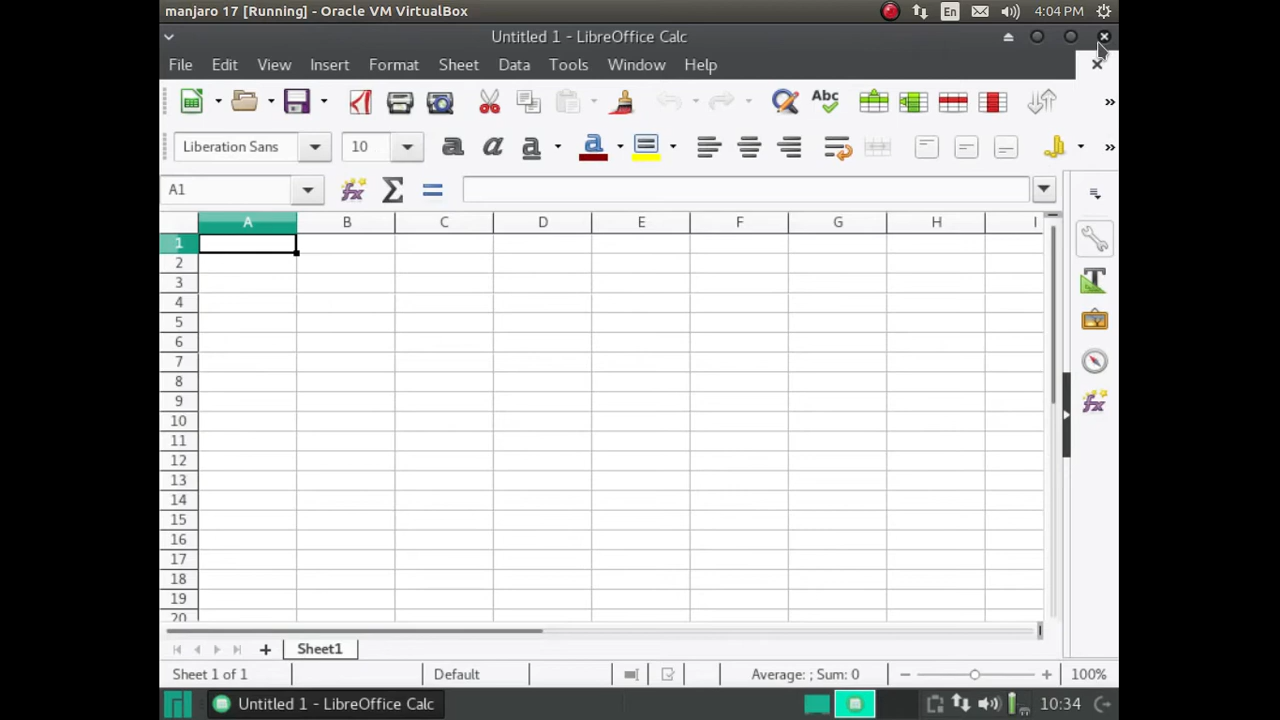 manjaro 17 [Running] - Oracle VM VirtualBox En 4:04 PM
Untitled 1 - LibreOffice Calc
File Edit View Insert Format Sheet Data Tools Window Help
Abc
Liberation Sans 10 a a a a
A1 fx Σ =
A B C D E F G H I
1
2
3
4
5
6
7
8
9
10
11
12
13
14
15
16
17
18
19
20
Sheet1
Sheet 1 of 1 Default Average: ; Sum: 0 100%
Untitled 1 - LibreOffice Calc 10:34